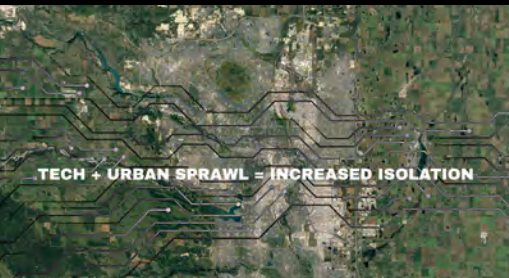 TECH + URBAN SPRAWL = INCREASED ISOLATION